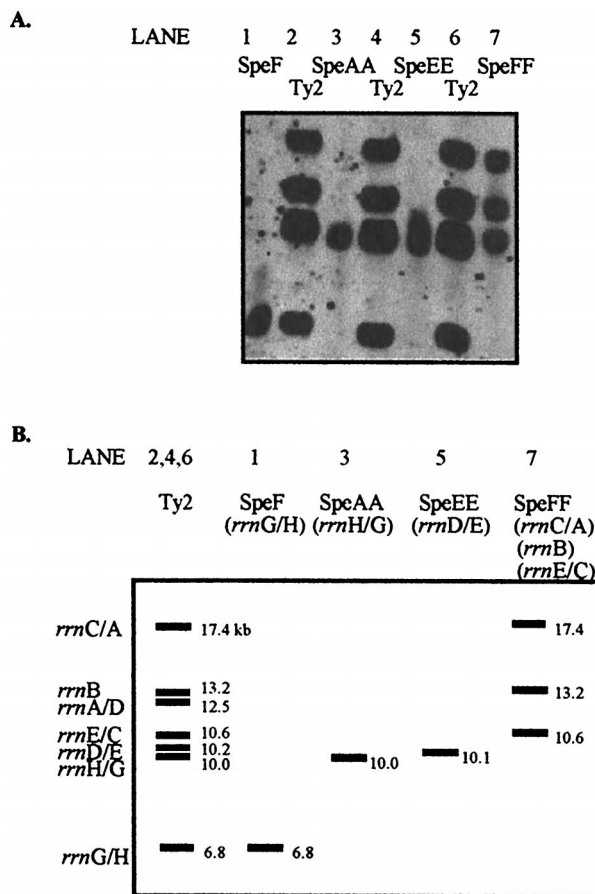 A.
LANE 1 2 3 4 5 6 7
SpeF SpeAA SpeEE SpeFF
Ty2 Ty2 Ty2
B.
LANE 2,4,6 1 3 5 7
Ty2 SpeF SpeAA SpeEE SpeFF
(rrnG/H) (rrnH/G) (rrnD/E) (rrnC/A)
(rrnB)
(rrnE/C)
rrnC/A 17.4 kb 17.4
rrnB 13.2 13.2
rrnA/D 12.5
rrnE/C 10.6 10.6
rrnD/E 10.2 10.1
rrnH/G 10.0 10.0
rrnG/H 6.8 6.8